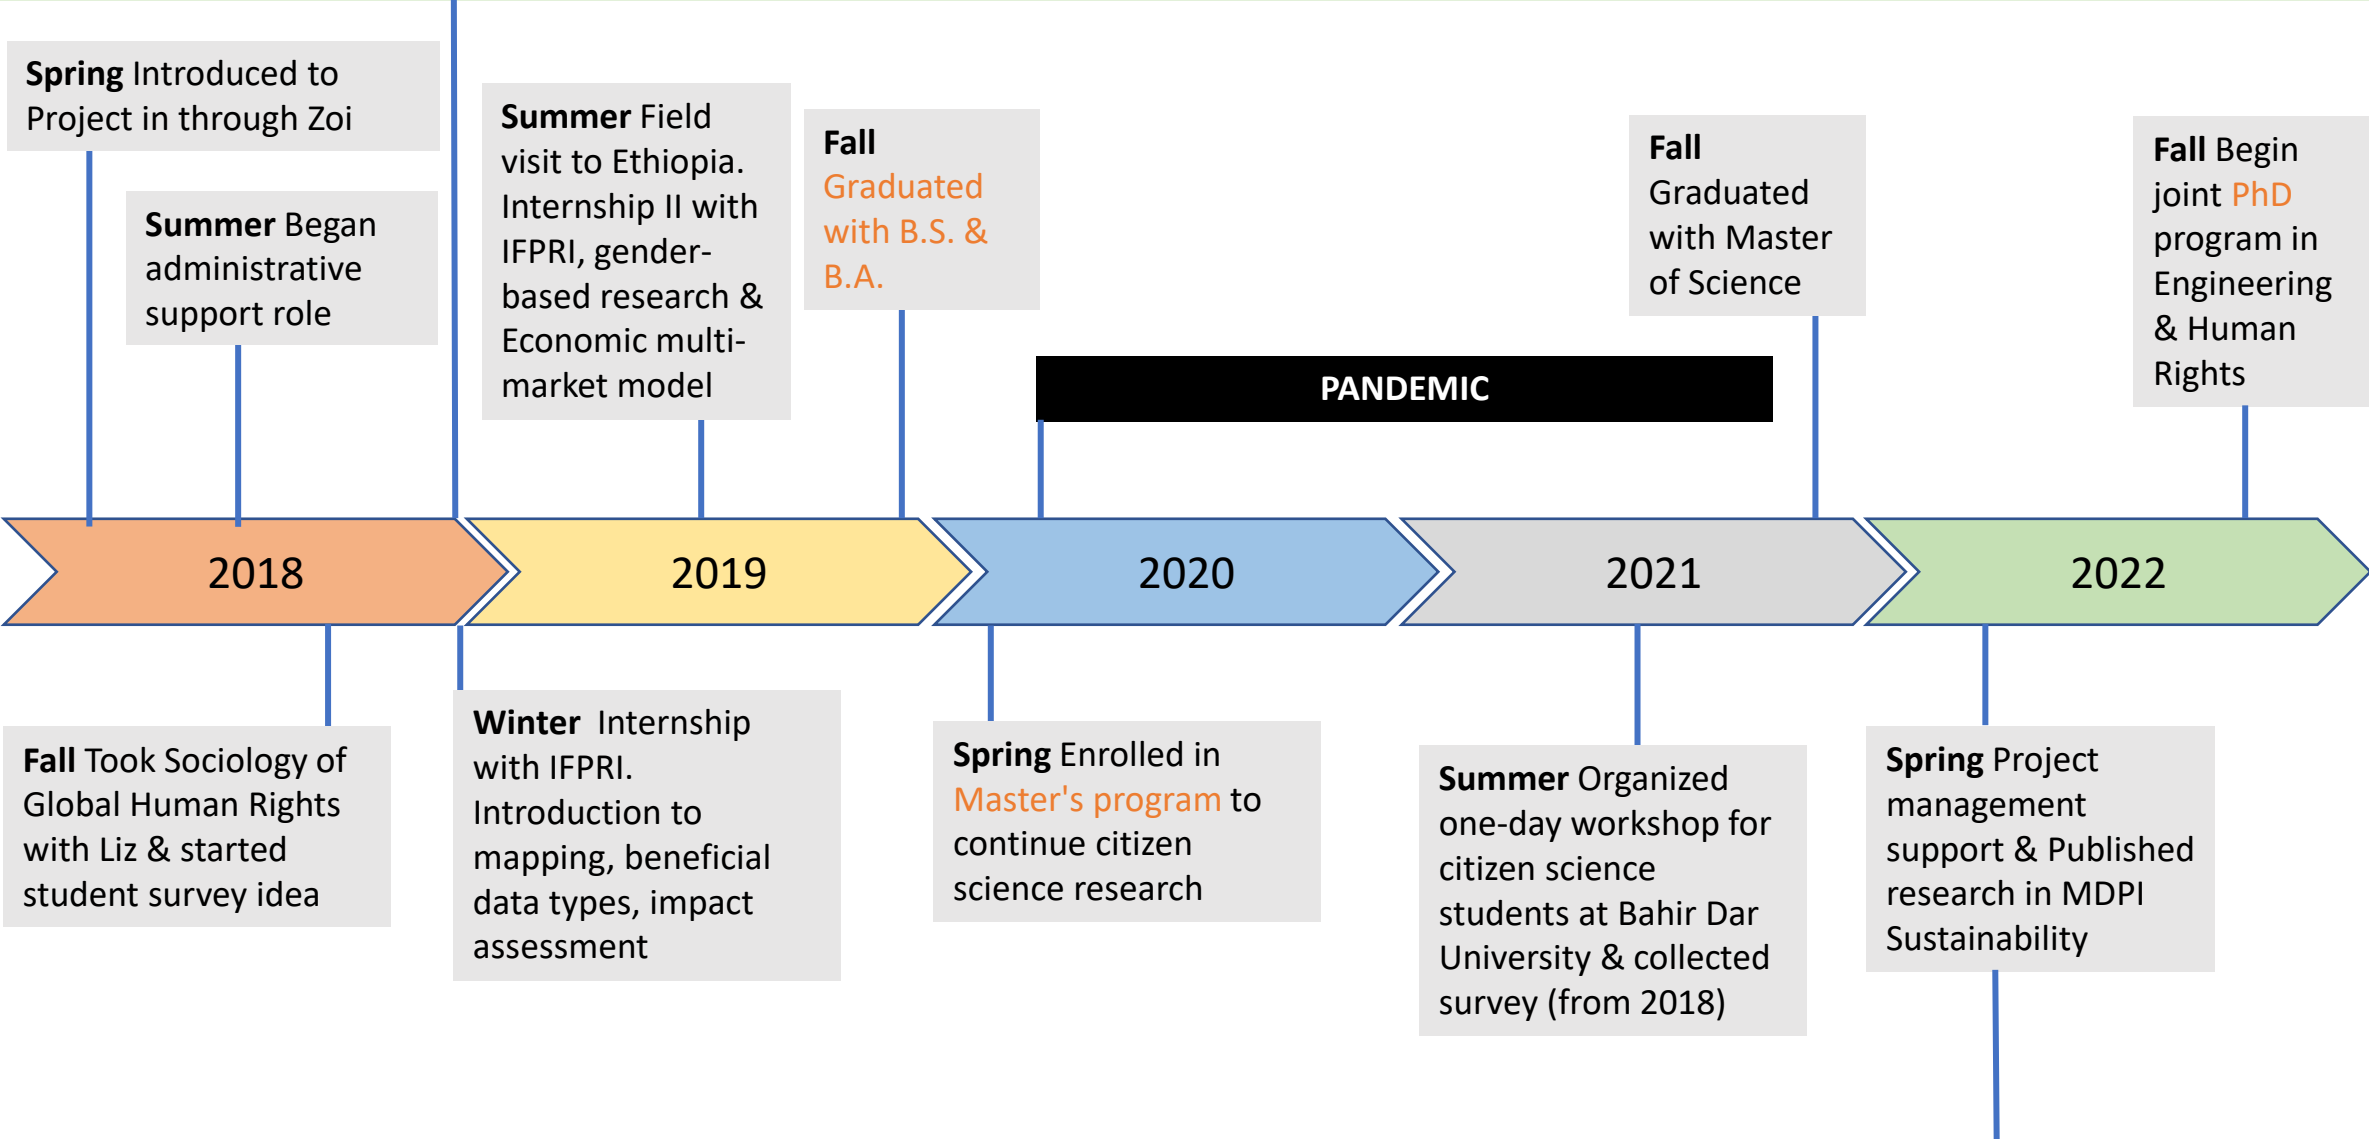 Spring Introduced to
Project in through Zoi
Summer Began
administrative
support role
Summer Field
visit to Ethiopia.
Internship II with
IFPRI, gender-
based research &
Economic multi-
market model
Fall
Graduated
with B.S. &
B.A.
PANDEMIC
Fall
Graduated
with Master
of Science
Fall Begin
joint PhD
program in
Engineering
& Human
Rights
2018
2019
2020
2021
2022
Fall Took Sociology of
Global Human Rights
with Liz & started
student survey idea
Winter  Internship
with IFPRI.
Introduction to
mapping, beneficial
data types, impact
assessment
Spring Enrolled in
Master's program to
continue citizen
science research
Summer Organized
one-day workshop for
citizen science
students at Bahir Dar
University & collected
survey (from 2018)
Spring Project
management
support & Published
research in MDPI
Sustainability